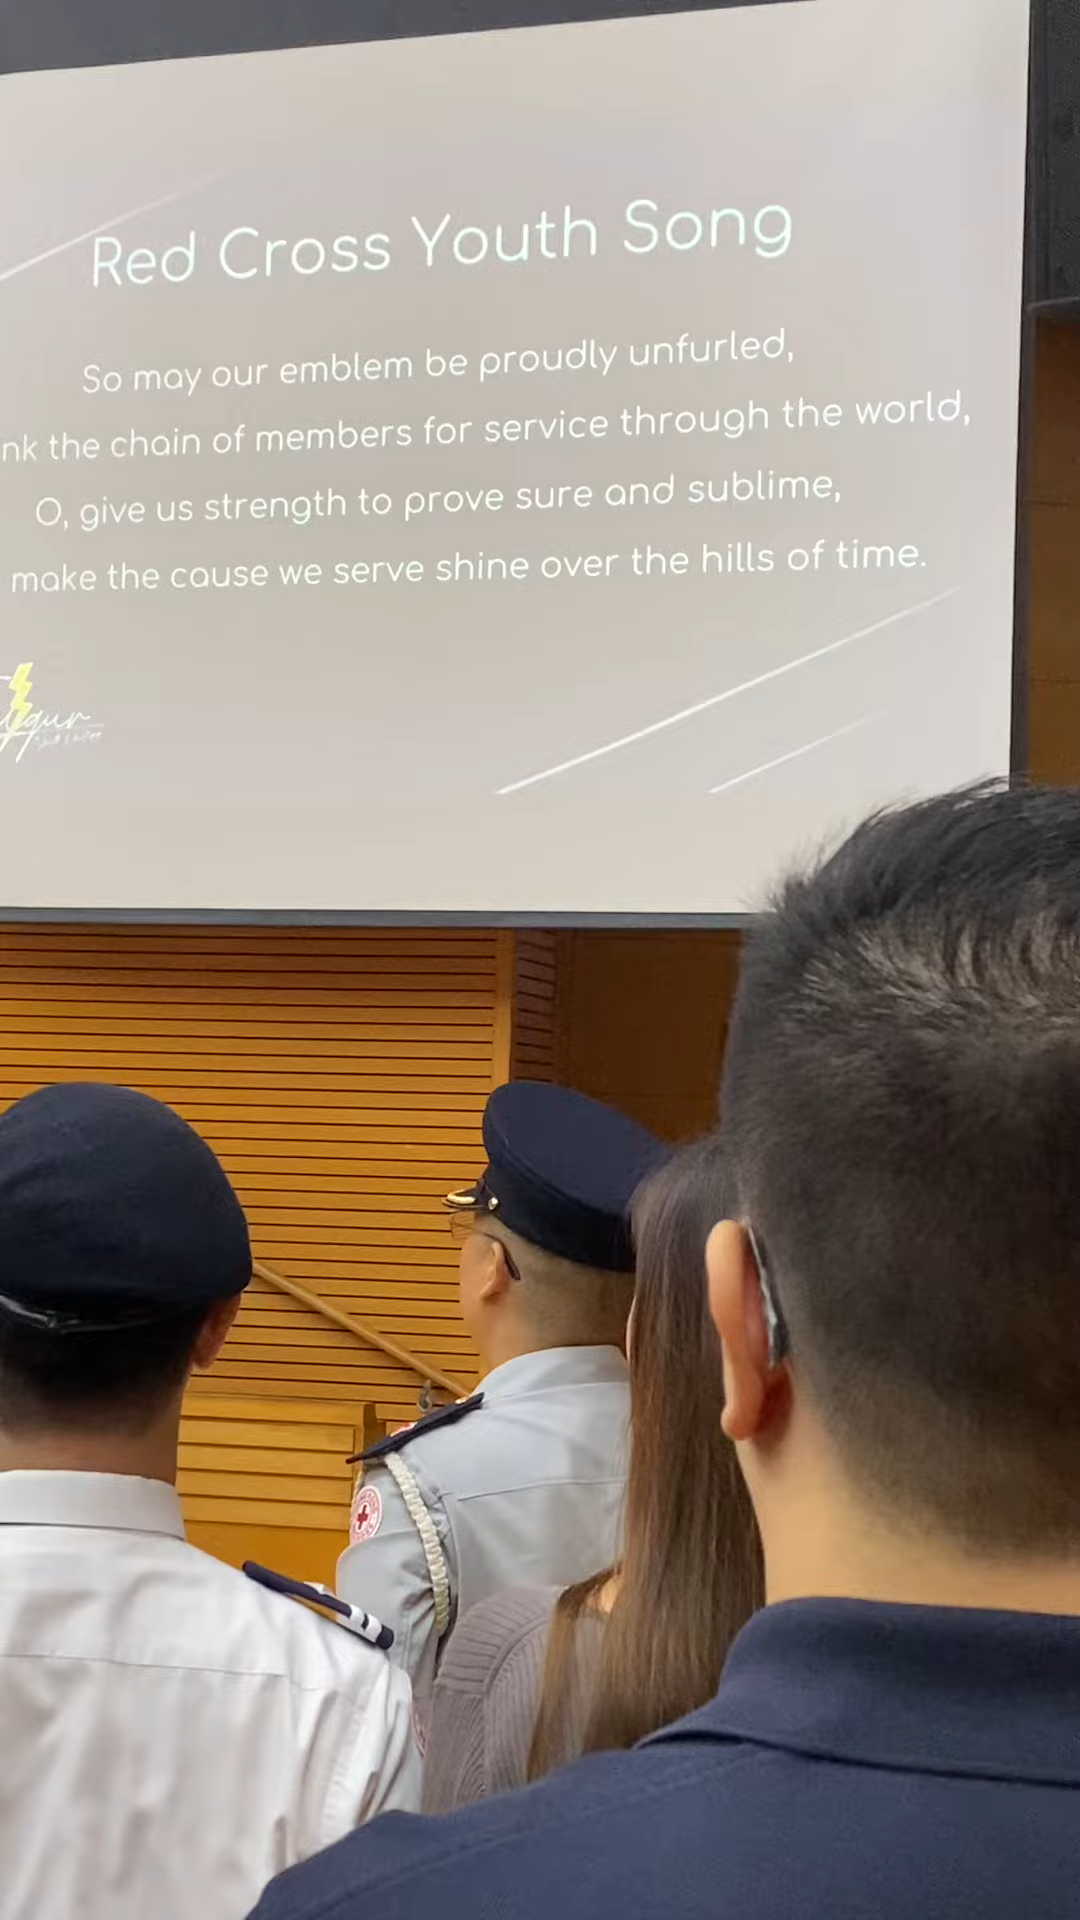 Red Cross Youth Song
So may our emblem be proudly unfurled,
nk the chain of members for service through the world,
O, give us strength to prove sure and sublime,
make the cause we serve shine over the hills of time.